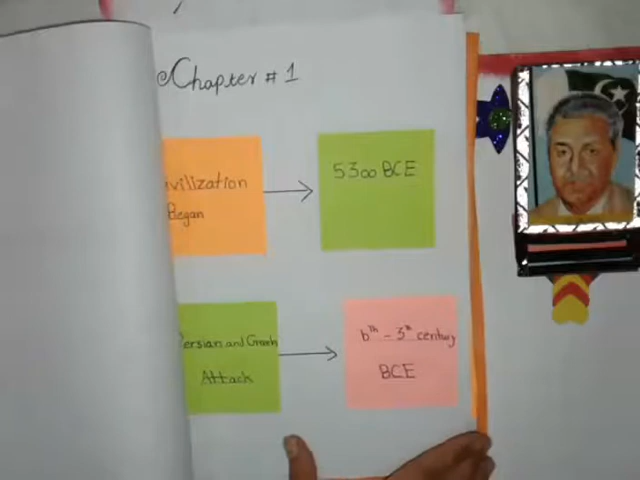 Chapter # 1
ivilization
Began
5300 BCE
ersian and Greek
Attack
6th - 3rd century
BCE